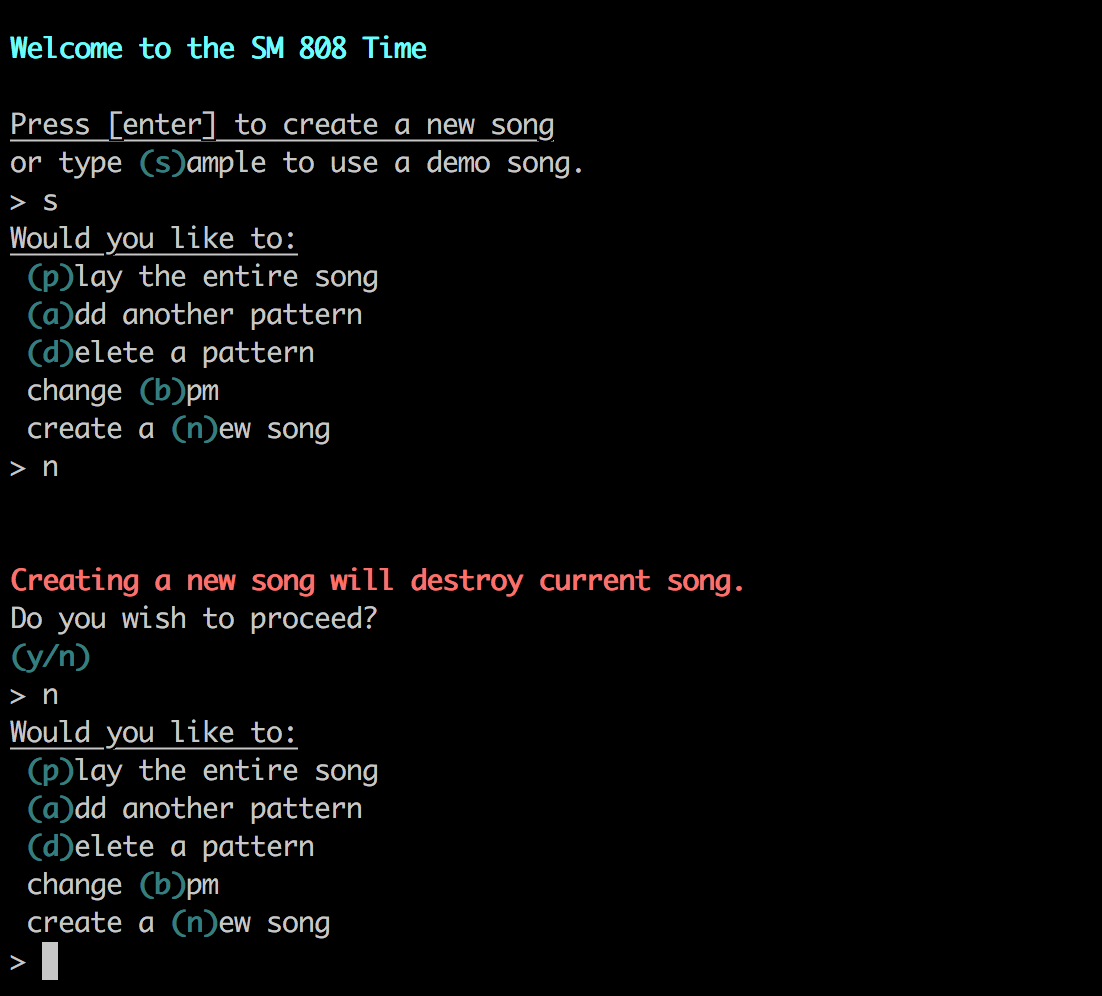 Welcome to the SM 808 Time
Press [enter] to create a new song
or type (s)ample to use a demo song.
> s
Would you like to:
(p)lay the entire song
(a)dd another pattern
(d)elete a pattern
change (b)pm
create a (n)ew song
> n
Creating a new song will destroy current song.
Do you wish to proceed?
(y/n)
> n
Would you like to:
(p)lay the entire song
(a)dd another pattern
(d)elete a pattern
change (b)pm
create a (n)ew song
>